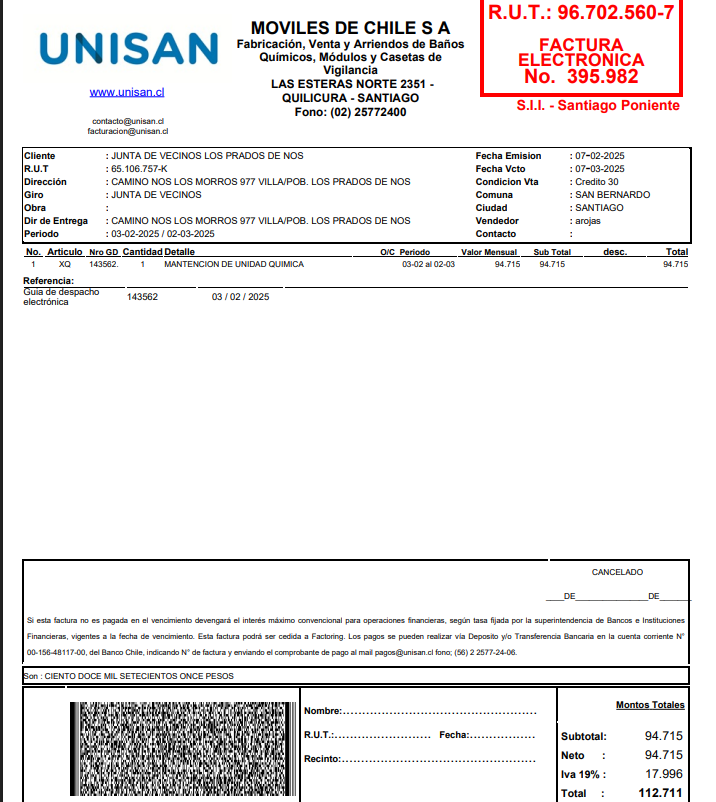 UNISAN
www.unisan.cl
contacto@unisan.cl
facturacion@unisan.cl
MOVILES DE CHILE S A
Fabricación, Venta y Arriendos de Baños
Químicos, Módulos y Casetas de
Vigilancia
LAS ESTERAS NORTE 2351 -
QUILICURA - SANTIAGO
Fono: (02) 25772400
R.U.T.: 96.702.560-7
FACTURA
ELECTRONICA
No. 395.982
S.I.I. - Santiago Poniente
Cliente : JUNTA DE VECINOS LOS PRADOS DE NOS Fecha Emision : 07-02-2025
R.U.T : 65.106.757-K Fecha Vcto : 07-03-2025
Dirección : CAMINO NOS LOS MORROS 977 VILLA/POB. LOS PRADOS DE NOS Condicion Vta : Credito 30
Giro : JUNTA DE VECINOS Comuna : SAN BERNARDO
Obra : Ciudad : SANTIAGO
Dir de Entrega : CAMINO NOS LOS MORROS 977 VILLA/POB. LOS PRADOS DE NOS Vendedor : arojas
Periodo : 03-02-2025 / 02-03-2025 Contacto :
No. Articulo Nro GD Cantidad Detalle O/C Periodo Valor Mensual Sub Total desc. Total
1 XQ 143562. 1 MANTENCION DE UNIDAD QUIMICA 03-02 al 02-03 94.715 94.715 94.715
Referencia:
Guia de despacho
electrónica 143562 03 / 02 / 2025
CANCELADO
____DE________________DE_______
Si esta factura no es pagada en el vencimiento devengará el interés máximo convencional para operaciones financieras, según tasa fijada por la superintendencia de Bancos e Instituciones
Financieras, vigentes a la fecha de vencimiento. Esta factura podrá ser cedida a Factoring. Los pagos se pueden realizar vía Deposito y/o Transferencia Bancaria en la cuenta corriente N°
00-156-48117-00, del Banco Chile, indicando N° de factura y enviando el comprobante de pago al mail pagos@unisan.cl fono; (56) 2 2577-24-06.
Son : CIENTO DOCE MIL SETECIENTOS ONCE PESOS
Nombre:................................................
R.U.T.:........................ Fecha:................
Recinto:................................................
Montos Totales
Subtotal: 94.715
Neto : 94.715
Iva 19% : 17.996
Total : 112.711